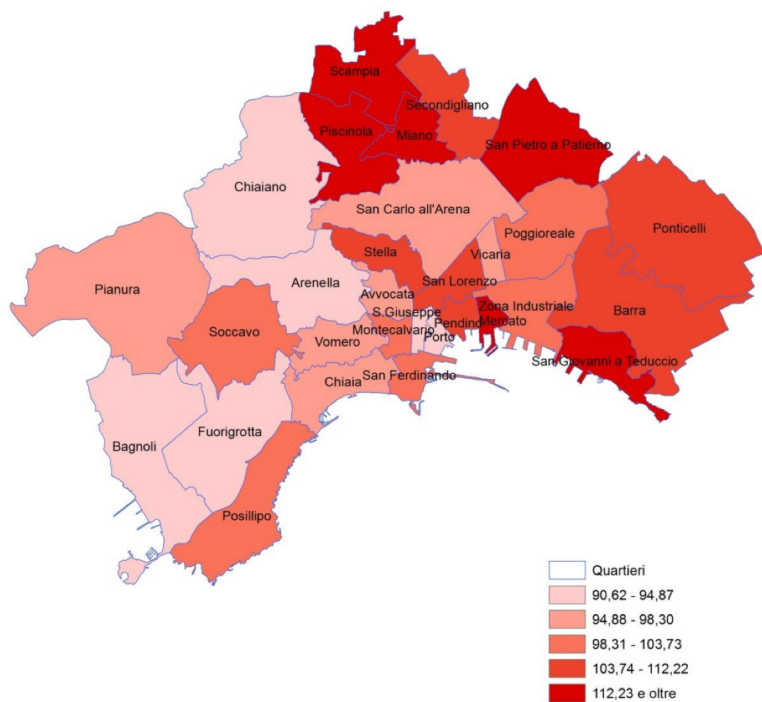 Scampia
Secondigliano
Piscinola
Miano
San Pietro a Patierno
Chiaiano
San Carlo all'Arena
Poggioreale
Ponticelli
Stella
Vicaria
Pianura
Arenella
San Lorenzo
Avvocata
Zona Industriale
Barra
S.Giuseppe
Pendino
Mercato
Soccavo
Montecalvario
Porto
Vomero
San Giovanni a Teduccio
Chiaia
San Ferdinando
Fuorigrotta
Bagnoli
Posillipo
Quartieri
90,62 - 94,87
94,88 - 98,30
98,31 - 103,73
103,74 - 112,22
112,23 e oltre